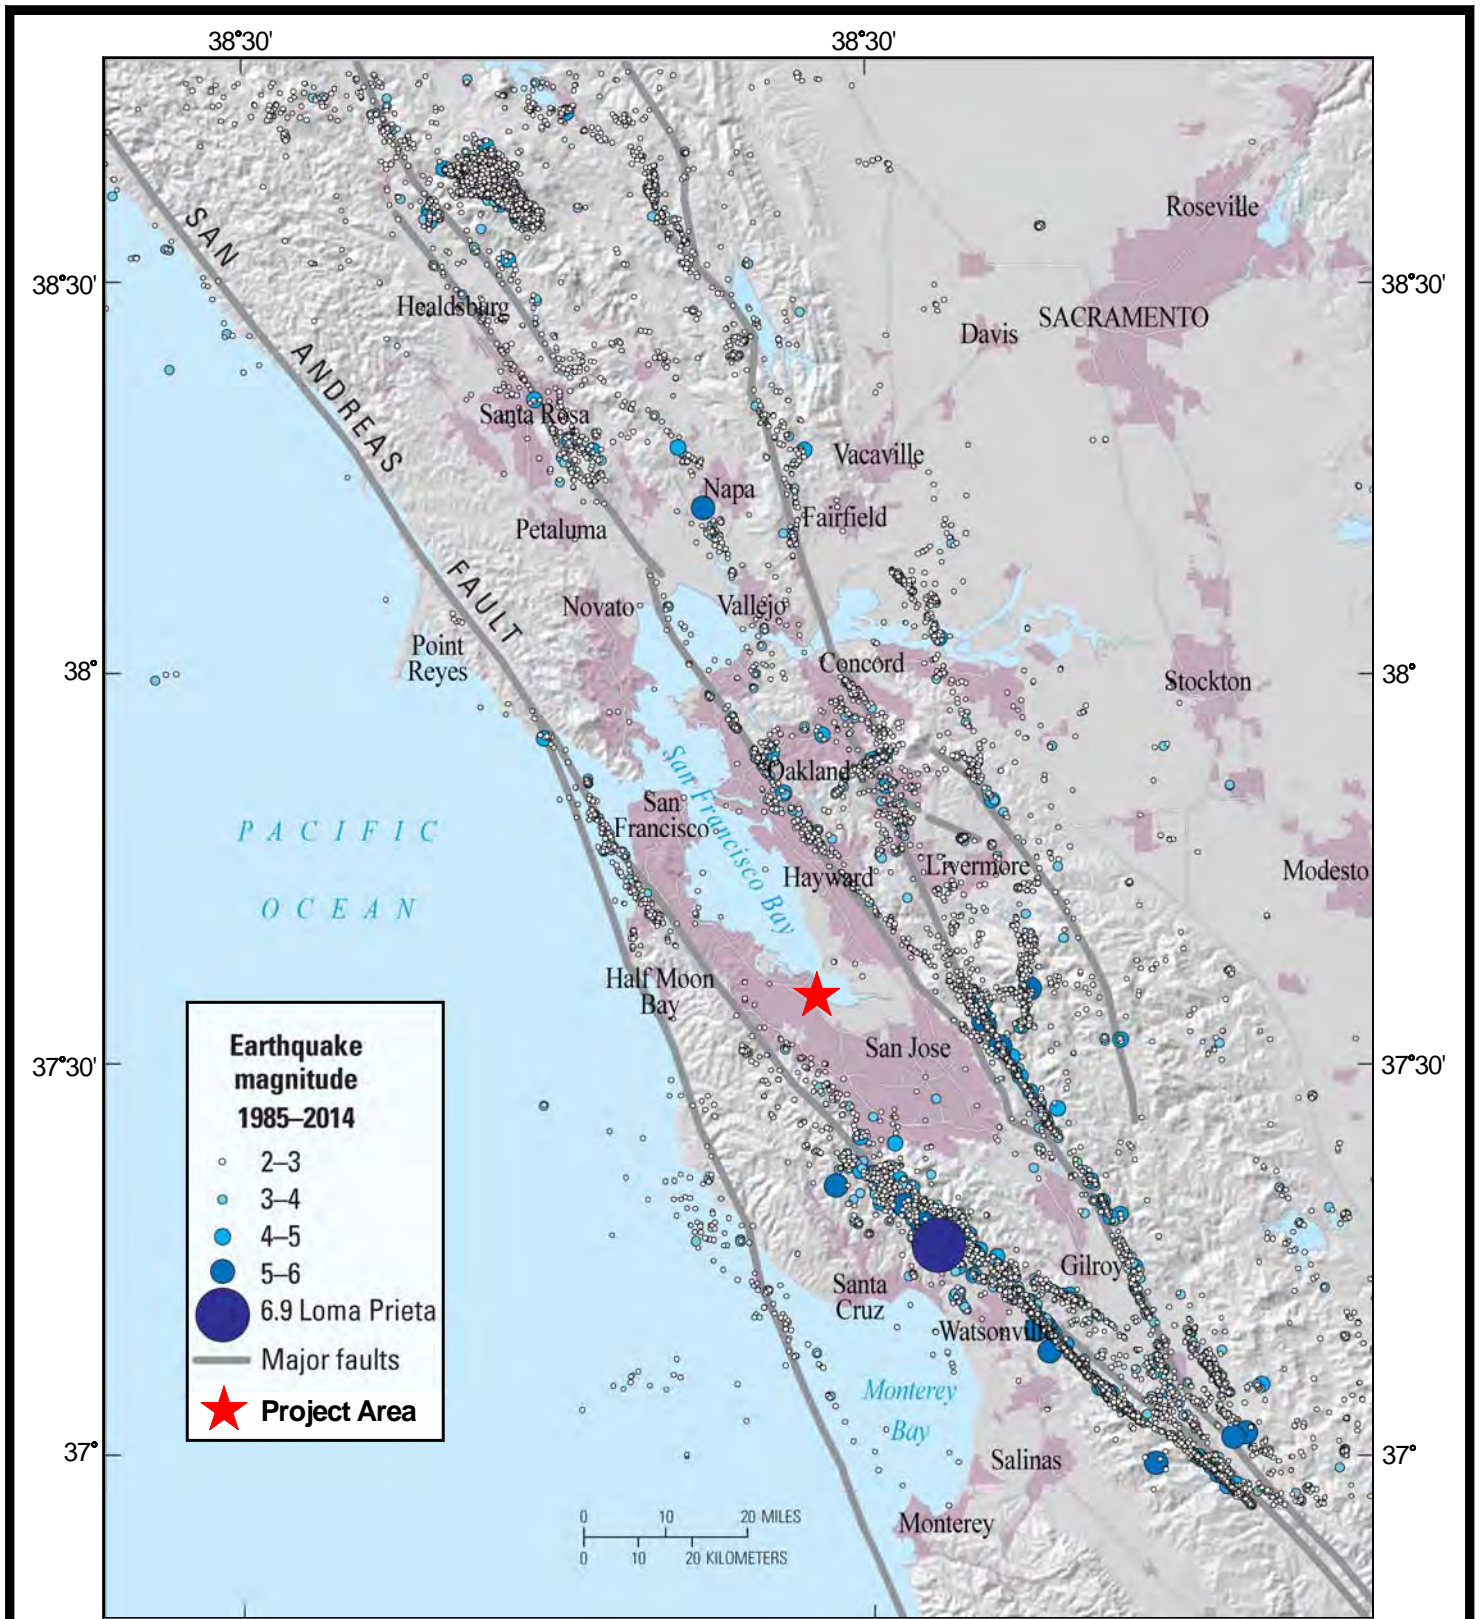 38°30'
38°30'
Roseville
SAN
38°30'
38°30'
Healdsburg
SACRAMENTO
Davis
ANDREAS
Santa Rosa
Vacaville
Napa
Fairfield
Petaluma
FAULT
Novato
Vallejo
Point
Reyes
Concord
38°
38°
Stockton
San Francisco Bay
Oakland
San
Francisco
PACIFIC
OCEAN
Hayward
Livermore
Modesto
Half Moon
Bay
San Jose
37°30'
37°30'
Earthquake
magnitude
1985–2014
2–3
3–4
4–5
5–6
6.9 Loma Prieta
Major faults
Project Area
Gilroy
Santa
Cruz
Watsonville
Monterey
Bay
37°
37°
Salinas
Monterey
0 10 20 MILES
0 10 20 KILOMETERS